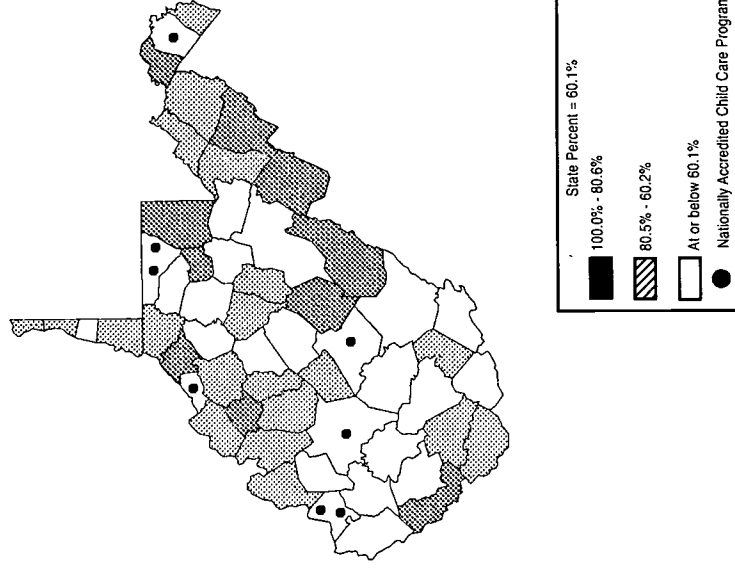 State Percent = 60.1%
100.0% - 80.6%
80.5% - 60.2%
At or below 60.1%
Nationally Accredited Child Care Program